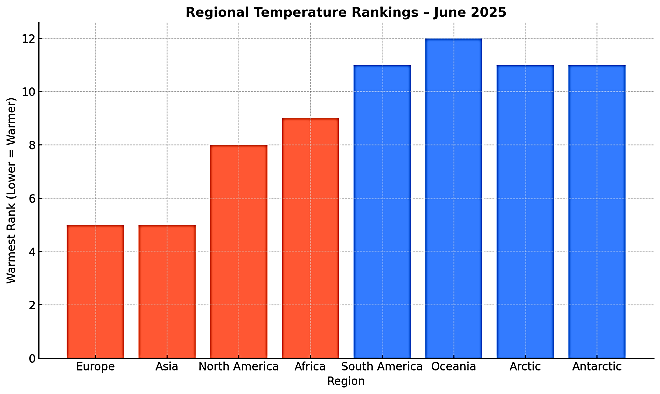 Regional Temperature Rankings – June 2025
Warmest Rank (Lower = Warmer)
12
10
8
6
4
2
0
Europe Asia North America Africa South America Oceania Arctic Antarctic
Region